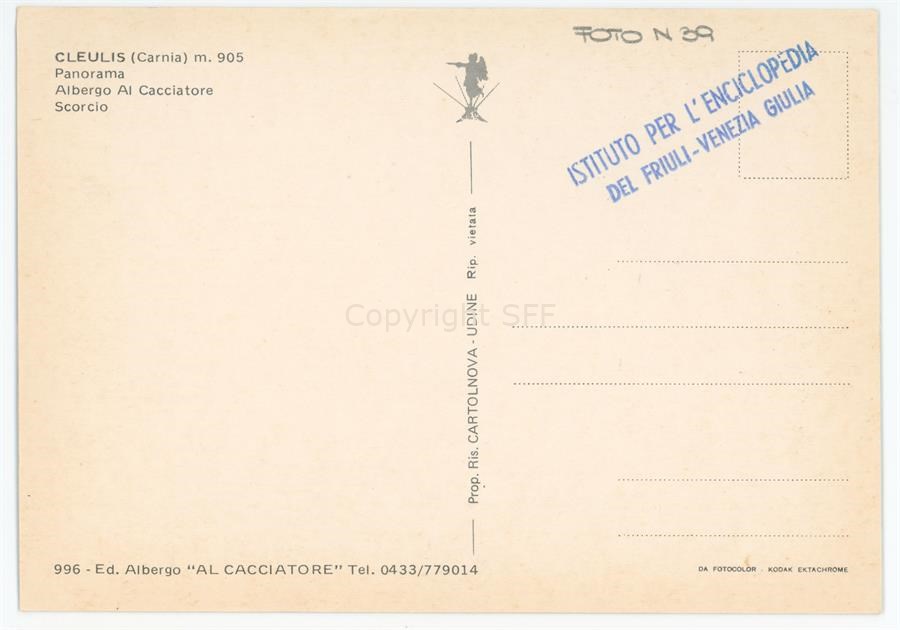 CLEULIS (Carnia) m. 905
Panorama
Albergo Al Cacciatore
Scorcio
FOTO N 39
ISTITUTO PER L'ENCICLOPEDIA
DEL FRIULI-VENEZIA GIULIA
Prop. Ris. CARTOLNOVA - UDINE Rip. vietata
Copyright SFF
996 - Ed. Albergo "AL CACCIATORE" Tel. 0433/779014
DA FOTOCOLOR - KODAK EKTACHROME